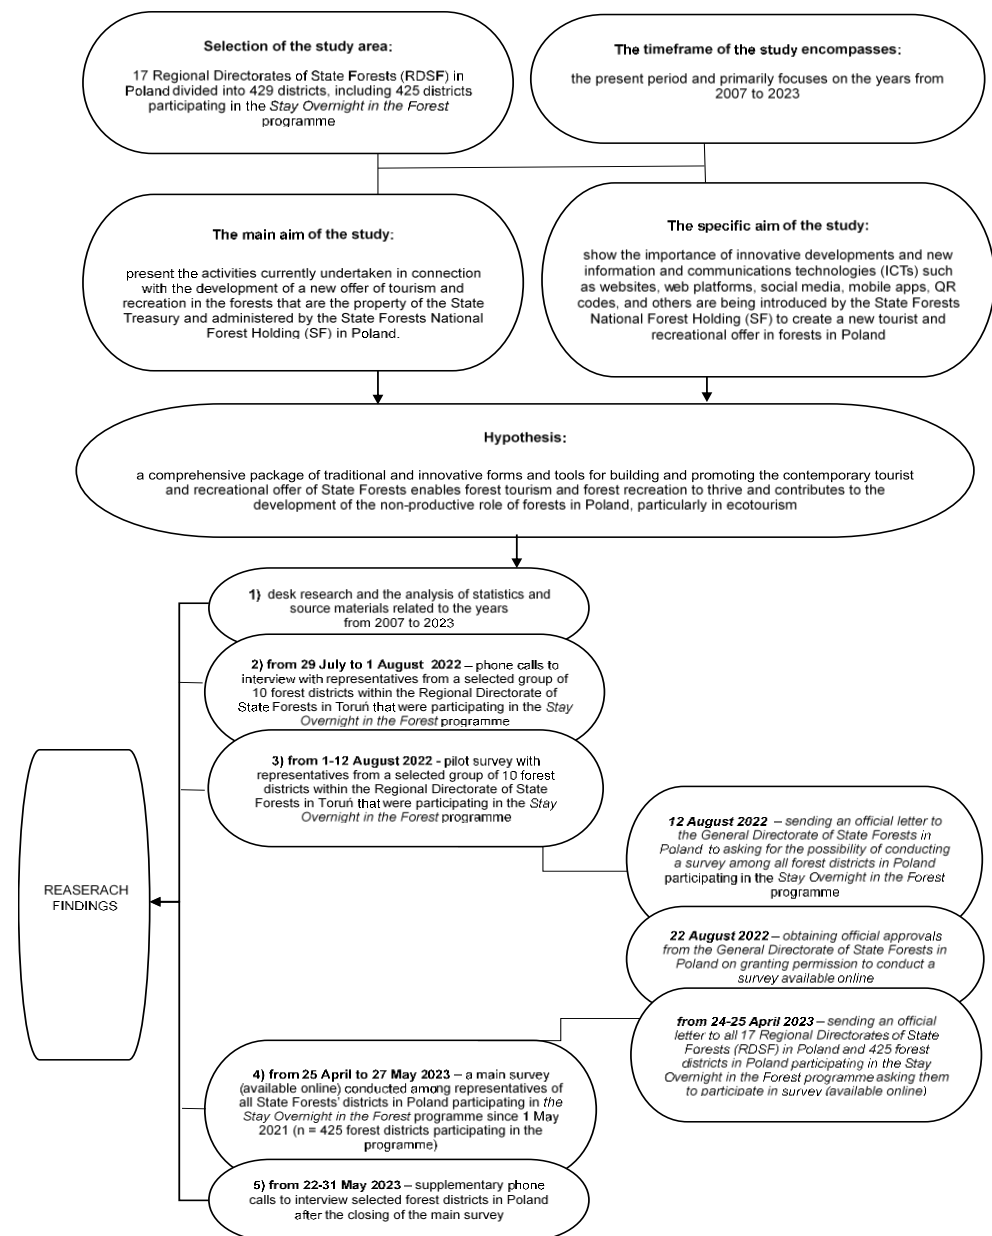 Selection of the study area:
17 Regional Directorates of State Forests (RDSF) in
Poland divided into 429 districts, including 425 districts
participating in the Stay Overnight in the Forest
programme
The timeframe of the study encompasses:
the present period and primarily focuses on the years from
2007 to 2023
The main aim of the study:
present the activities currently undertaken in connection
with the development of a new offer of tourism and
recreation in the forests that are the property of the State
Treasury and administered by the State Forests National
Forest Holding (SF) in Poland.
The specific aim of the study:
show the importance of innovative developments and new
information and communications technologies (ICTs) such
as websites, web platforms, social media, mobile apps, QR
codes, and others are being introduced by the State Forests
National Forest Holding (SF) to create a new tourist and
recreational offer in forests in Poland
Hypothesis:
a comprehensive package of traditional and innovative forms and tools for building and promoting the contemporary tourist
and recreational offer of State Forests enables forest tourism and forest recreation to thrive and contributes to the
development of the non-productive role of forests in Poland, particularly in ecotourism
1) desk research and the analysis of statistics and
source materials related to the years
from 2007 to 2023
2) from 29 July to 1 August 2022 – phone calls to
interview with representatives from a selected group of
10 forest districts within the Regional Directorate of
State Forests in Toruń that were participating in the Stay
Overnight in the Forest programme
3) from 1-12 August 2022 - pilot survey with
representatives from a selected group of 10 forest
districts within the Regional Directorate of State
Forests in Toruń that were participating in the Stay
Overnight in the Forest programme
12 August 2022 – sending an official letter to
the General Directorate of State Forests in
Poland to asking for the possibility of conducting
a survey among all forest districts in Poland
participating in the Stay Overnight in the Forest
programme
22 August 2022 – obtaining official approvals
from the General Directorate of State Forests in
Poland on granting permission to conduct a
survey available online
from 24-25 April 2023 – sending an official
letter to all 17 Regional Directorates of State
Forests (RDSF) in Poland and 425 forest
districts in Poland participating in the Stay
Overnight in the Forest programme asking them
to participate in survey (available online)
REASERACH
FINDINGS
4) from 25 April to 27 May 2023 – a main survey
(available online) conducted among representatives of
all State Forests' districts in Poland participating in the
Stay Overnight in the Forest programme since 1 May
2021 (n = 425 forest districts participating in the
programme)
5) from 22-31 May 2023 – supplementary phone
calls to interview selected forest districts in Poland
after the closing of the main survey